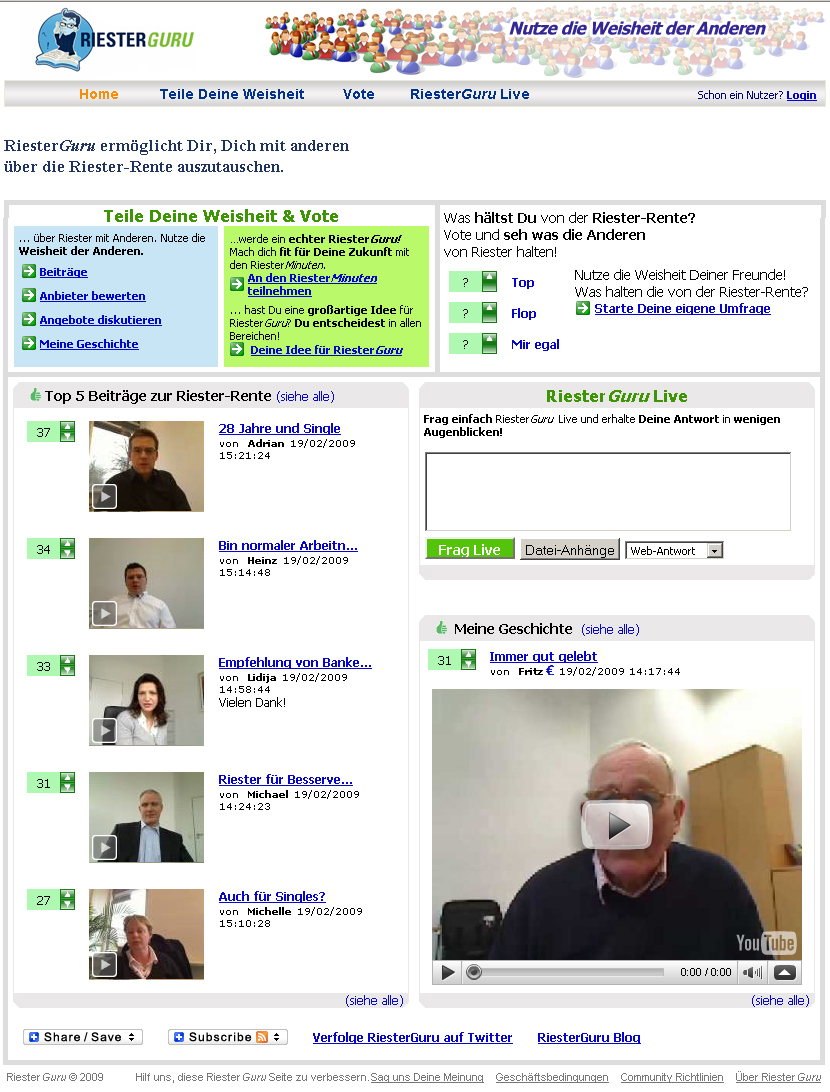 RIESTERGURU
Nutze die Weisheit der Anderen
Home Teile Deine Weisheit Vote RiesterGuru Live Schon ein Nutzer? Login
RiesterGuru ermöglicht Dir, Dich mit anderen
über die Riester-Rente auszutauschen.
Teile Deine Weisheit & Vote
... über Riester mit Anderen. Nutze die
Weisheit der Anderen.
Beiträge
Anbieter bewerten
Angebote diskutieren
Meine Geschichte
...werde ein echter RiesterGuru!
Mach dich fit für Deine Zukunft mit
den RiesterMinuten.
An den RiesterMinuten
teilnehmen
... hast Du eine großartige Idee für
RiesterGuru? Du entscheidest in allen
Bereichen!
Deine Idee für RiesterGuru
Was hältst Du von der Riester-Rente?
Vote und seh was die Anderen
von Riester halten!
? Top
? Flop
? Mir egal
Nutze die Weisheit Deiner Freunde!
Was halten die von der Riester-Rente?
Starte Deine eigene Umfrage
Top 5 Beiträge zur Riester-Rente (siehe alle)
37
28 Jahre und Single
von Adrian 19/02/2009
15:21:24
34
Bin normaler Arbeitn...
von Heinz 19/02/2009
15:14:48
33
Empfehlung von Banke...
von Lidija 19/02/2009
14:58:44
Vielen Dank!
31
Riester für Besserve...
von Michael 19/02/2009
14:24:23
27
Auch für Singles?
von Michelle 19/02/2009
15:10:28
(siehe alle)
RiesterGuru Live
Frag einfach RiesterGuru Live und erhalte Deine Antwort in wenigen
Augenblicken!
Frag Live Datei-Anhänge Web-Antwort
Meine Geschichte (siehe alle)
31
Immer gut gelebt
von Fritz € 19/02/2009 14:17:44
YouTube
0:00 / 0:00
(siehe alle)
Share / Save Subscribe Verfolge RiesterGuru auf Twitter RiesterGuru Blog
Riester Guru © 2009 Hilf uns, diese Riester Guru Seite zu verbessern. Sag uns Deine Meinung Geschäftsbedingungen Community Richtlinien Über Riester Guru